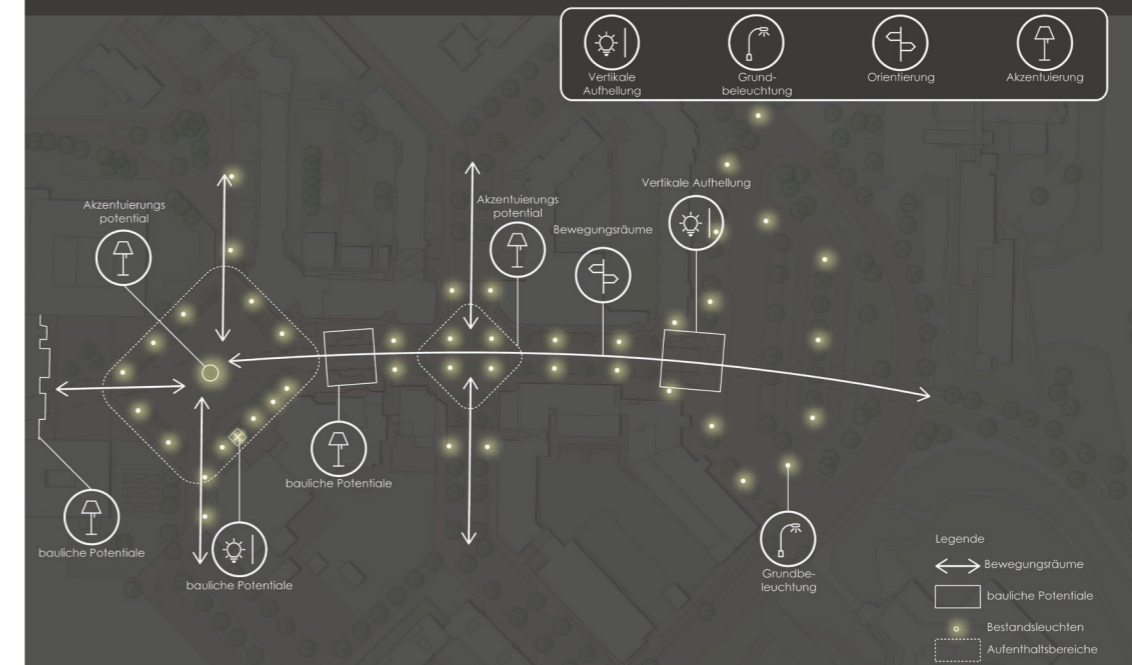 Vertikale
Aufhellung
Grund-
beleuchtung
Orientierung
Akzentuierung
Akzentuierungs
potential
Akzentuierungs
potential
Bewegungsräume
Vertikale Aufhellung
bauliche Potentiale
bauliche Potentiale
bauliche Potentiale
Grundbe-
leuchtung
Legende
Bewegungsräume
bauliche Potentiale
Bestandsleuchten
Aufenthaltsbereiche